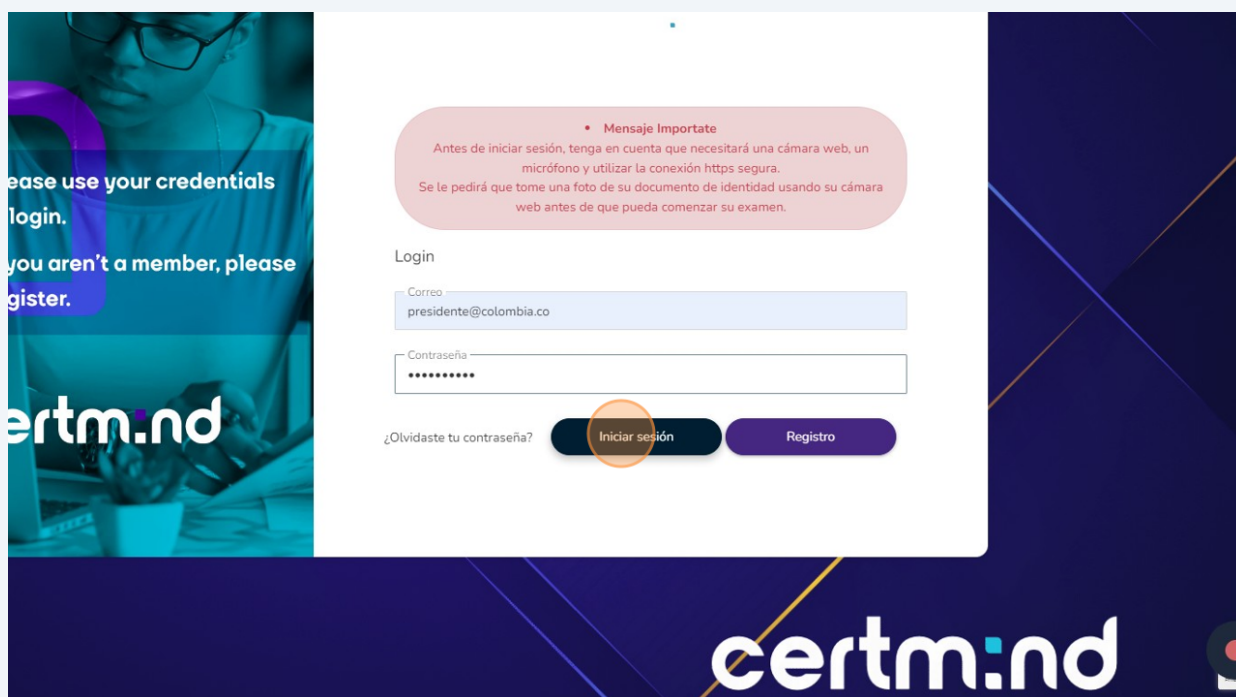 ease use your credentials
login.
you aren't a member, please
gister.
ertm:nd
• Mensaje Importate
Antes de iniciar sesión, tenga en cuenta que necesitará una cámara web, un
micrófono y utilizar la conexión https segura.
Se le pedirá que tome una foto de su documento de identidad usando su cámara
web antes de que pueda comenzar su examen.
Login
Correo
presidente@colombia.co
Contraseña
••••••••••
¿Olvidaste tu contraseña?
Iniciar sesión
Registro
certm:nd